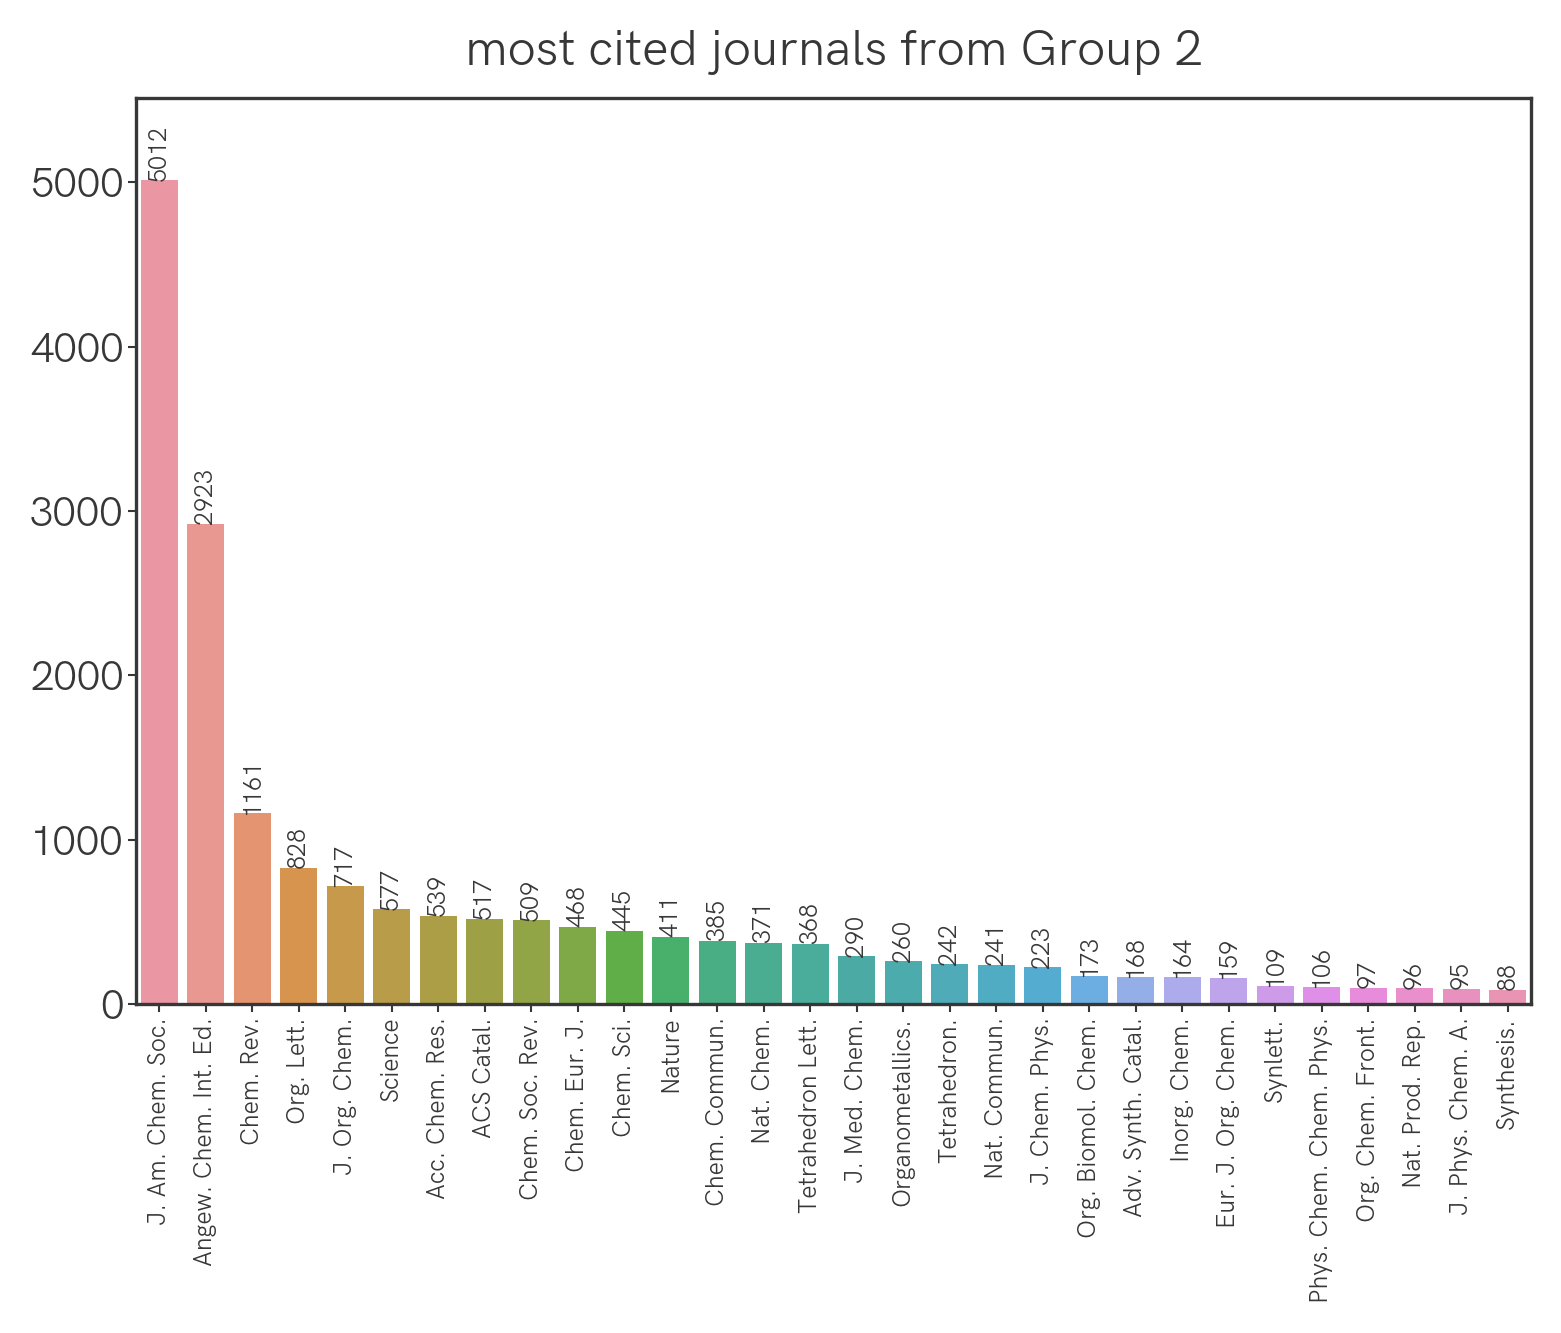 most cited journals from Group 2
5000
4000
3000
2000
1000
0
5012
2923
1161
828
717
577
539
517
509
468
445
411
385
371
368
290
260
242
241
223
173
168
164
159
109
106
97
96
95
88
J. Am. Chem. Soc.
Angew. Chem. Int. Ed.
Chem. Rev.
Org. Lett.
J. Org. Chem.
Science
Acc. Chem. Res.
ACS Catal.
Chem. Soc. Rev.
Chem. Eur. J.
Chem. Sci.
Nature
Chem. Commun.
Nat. Chem.
Tetrahedron Lett.
J. Med. Chem.
Organometallics.
Tetrahedron.
Nat. Commun.
J. Chem. Phys.
Org. Biomol. Chem.
Adv. Synth. Catal.
Inorg. Chem.
Eur. J. Org. Chem.
Synlett.
Phys. Chem. Chem. Phys.
Org. Chem. Front.
Nat. Prod. Rep.
J. Phys. Chem. A.
Synthesis.